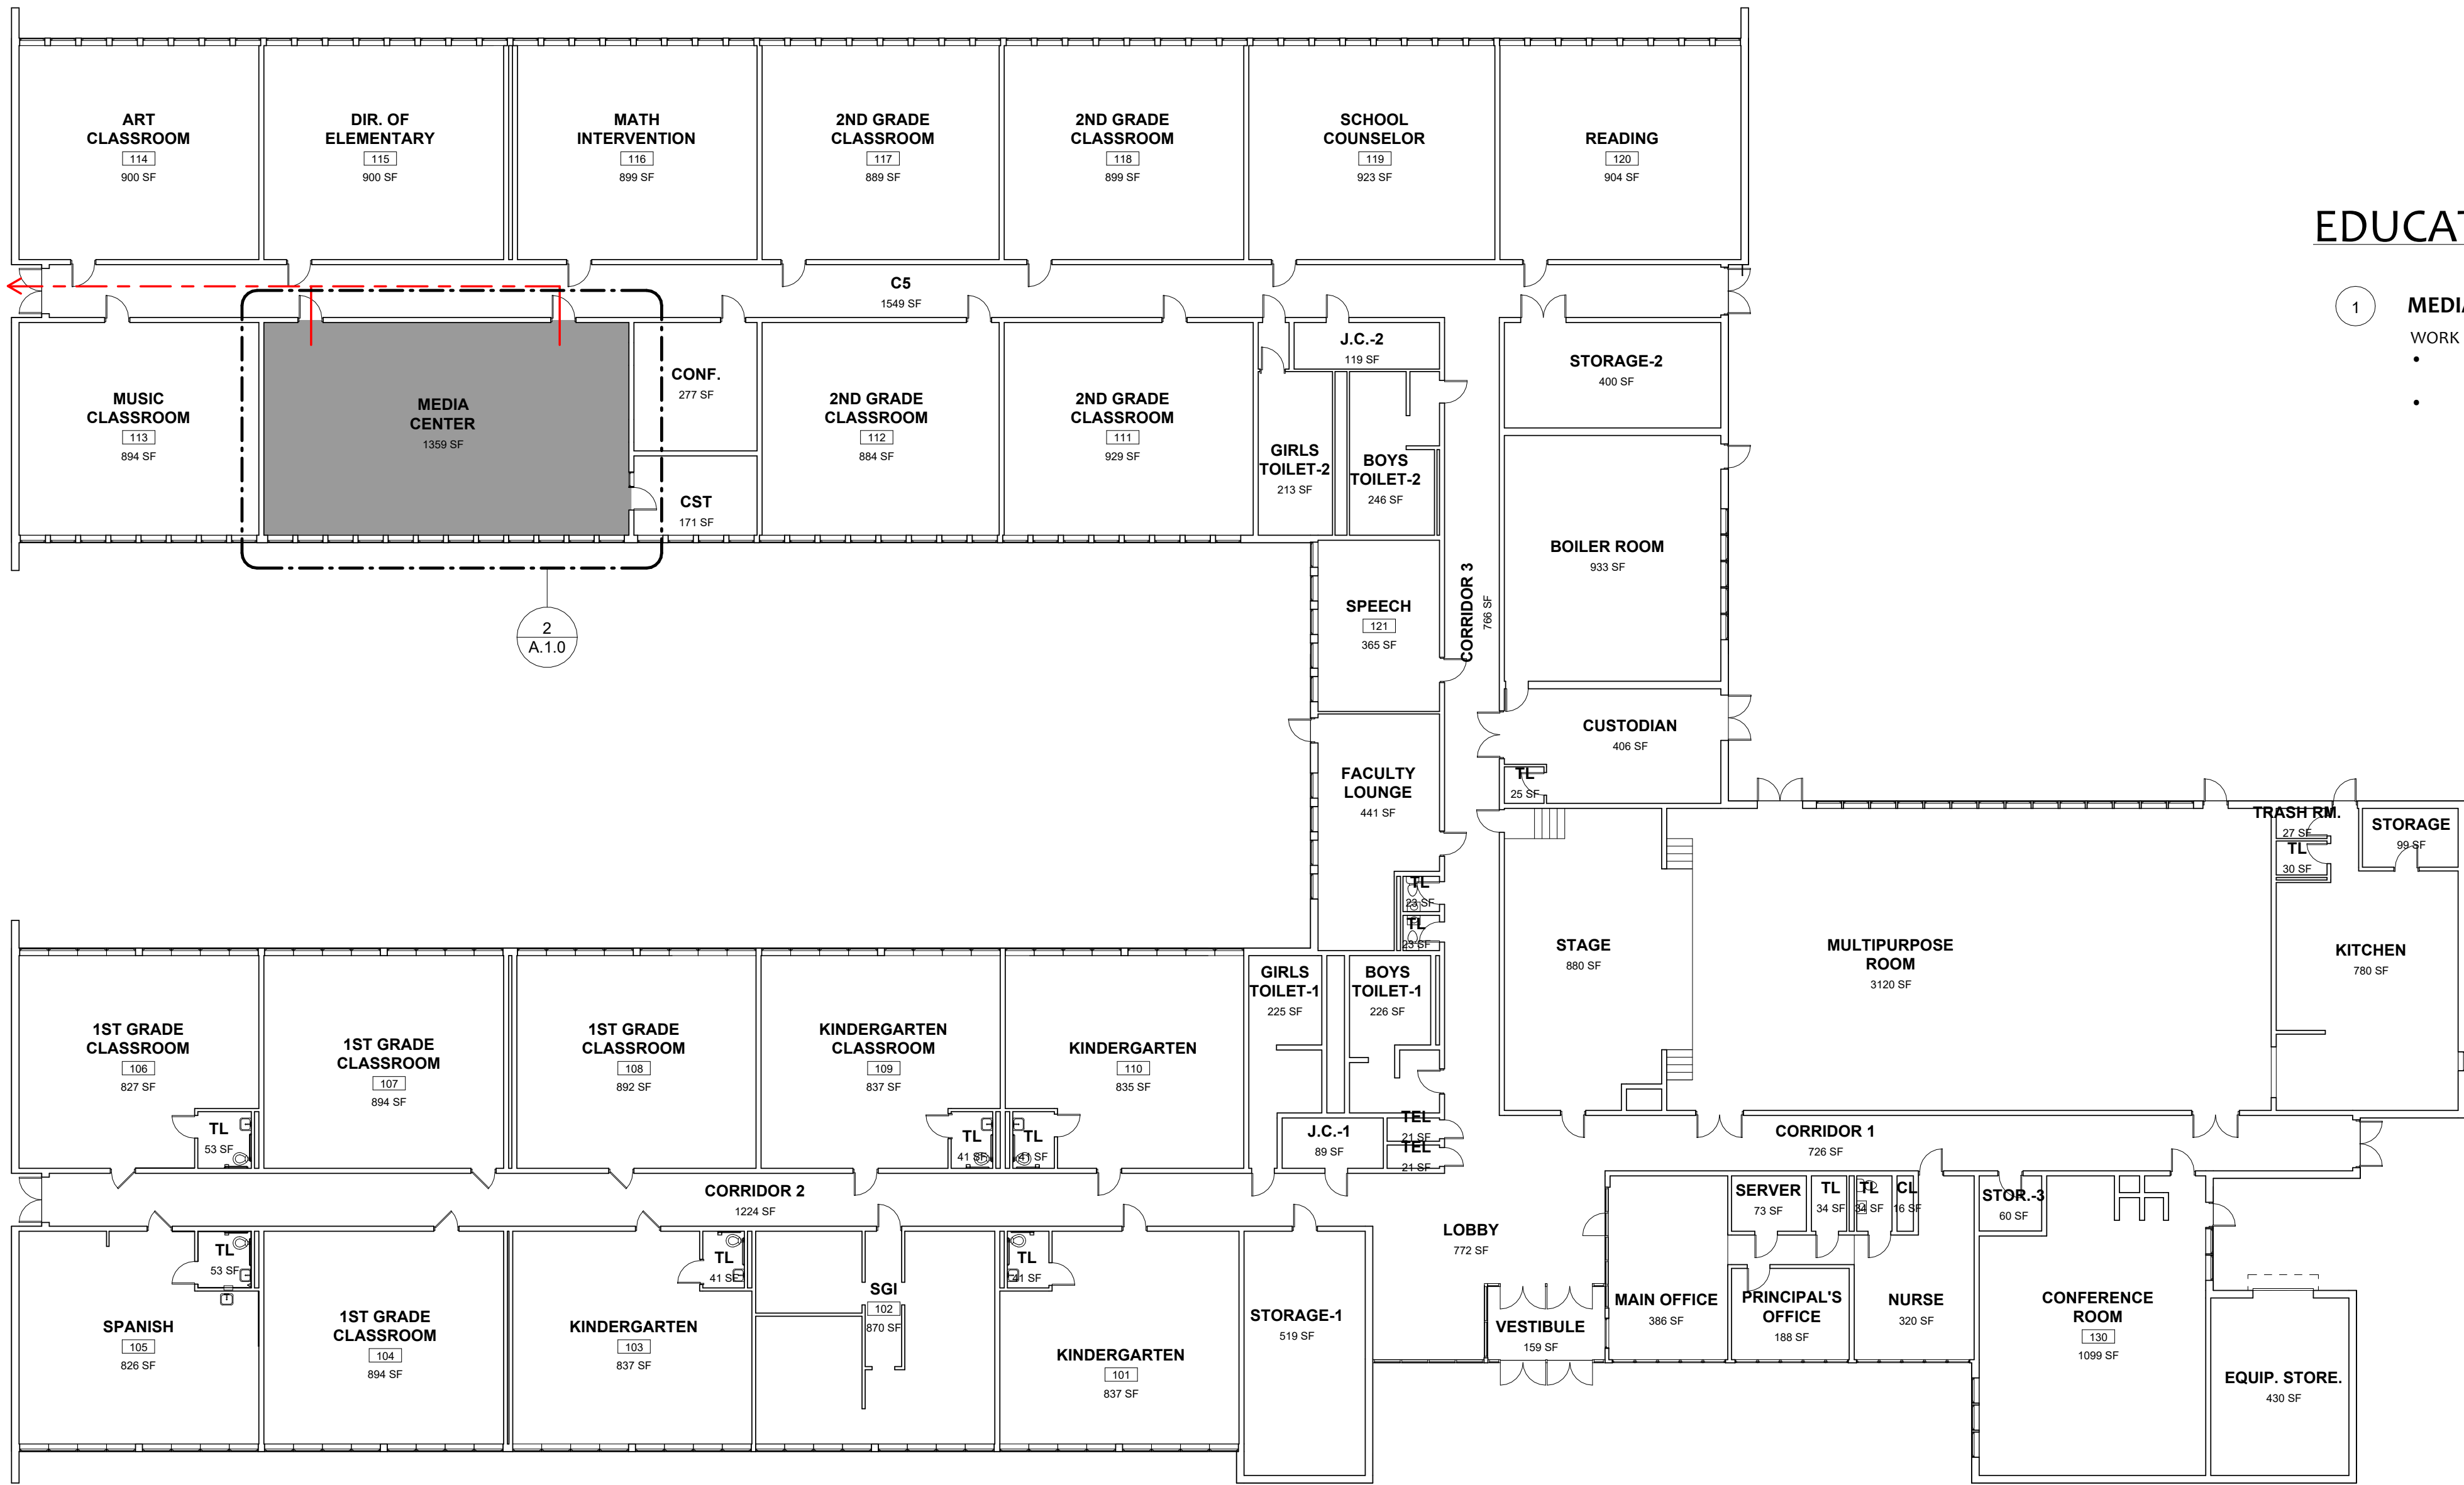 ART
CLASSROOM
114
900 SF
DIR. OF
ELEMENTARY
115
900 SF
MATH
INTERVENTION
116
899 SF
2ND GRADE
CLASSROOM
117
889 SF
2ND GRADE
CLASSROOM
118
899 SF
SCHOOL
COUNSELOR
119
923 SF
READING
120
904 SF
EDUCAT
1
MEDIA
WORK
•
•
C5
1549 SF
MUSIC
CLASSROOM
113
894 SF
MEDIA
CENTER
1359 SF
CONF.
277 SF
CST
171 SF
2ND GRADE
CLASSROOM
112
884 SF
2ND GRADE
CLASSROOM
111
929 SF
J.C.-2
119 SF
GIRLS
TOILET-2
213 SF
BOYS
TOILET-2
246 SF
STORAGE-2
400 SF
BOILER ROOM
933 SF
2
A.1.0
SPEECH
121
365 SF
CORRIDOR 3
766 SF
CUSTODIAN
406 SF
TL
25 SF
FACULTY
LOUNGE
441 SF
TL
23 SF
TL
23 SF
STAGE
880 SF
MULTIPURPOSE
ROOM
3120 SF
TRASH RM.
27 SF
TL
30 SF
STORAGE
99 SF
KITCHEN
780 SF
1ST GRADE
CLASSROOM
106
827 SF
TL
53 SF
1ST GRADE
CLASSROOM
107
894 SF
1ST GRADE
CLASSROOM
108
892 SF
KINDERGARTEN
CLASSROOM
109
837 SF
TL
41 SF
TL
41 SF
KINDERGARTEN
110
835 SF
GIRLS
TOILET-1
225 SF
BOYS
TOILET-1
226 SF
J.C.-1
89 SF
TEL
21 SF
TEL
21 SF
CORRIDOR 1
726 SF
CORRIDOR 2
1224 SF
SPANISH
105
826 SF
TL
53 SF
1ST GRADE
CLASSROOM
104
894 SF
KINDERGARTEN
103
837 SF
TL
41 SF
SGI
102
870 SF
TL
41 SF
KINDERGARTEN
101
837 SF
STORAGE-1
519 SF
LOBBY
772 SF
VESTIBULE
159 SF
MAIN OFFICE
386 SF
SERVER
73 SF
TL
34 SF
TL
34 SF
CL
16 SF
PRINCIPAL'S
OFFICE
188 SF
NURSE
320 SF
STOR.-3
60 SF
CONFERENCE
ROOM
130
1099 SF
EQUIP. STORE.
430 SF